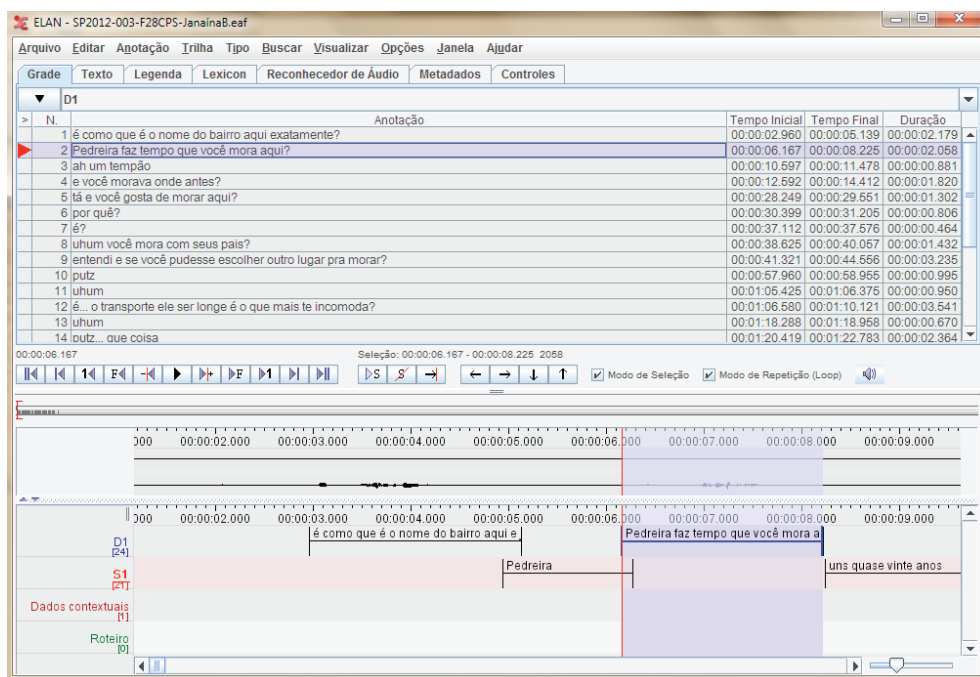 ELAN - SP2012-003-F28CPS-JanaínaB.eaf
Arquivo Editar Anotação Trilha Tipo Buscar Visualizar Opções Janela Ajudar
Grade Texto Legenda Lexicon Reconhecedor de Áudio Metadados Controles
D1
> N. Anotação Tempo Inicial Tempo Final Duração
1 é como que é o nome do bairro aqui exatamente? 00:00:02.960 00:00:05.139 00:00:02.179
2 Pedreira faz tempo que você mora aqui? 00:00:06.167 00:00:08.225 00:00:02.058
3 ah um tempão 00:00:10.597 00:00:11.478 00:00:00.881
4 e você morava onde antes? 00:00:12.592 00:00:14.412 00:00:01.820
5 tá e você gosta de morar aqui? 00:00:28.249 00:00:29.551 00:00:01.302
6 por quê? 00:00:30.399 00:00:31.205 00:00:00.806
7 é? 00:00:37.112 00:00:37.576 00:00:00.464
8 uhum você mora com seus pais? 00:00:38.625 00:00:40.057 00:00:01.432
9 entendi e se você pudesse escolher outro lugar pra morar? 00:00:41.321 00:00:44.556 00:00:03.235
10 putz 00:00:57.960 00:00:58.955 00:00:00.995
11 uhum 00:01:05.425 00:01:06.375 00:00:00.950
12 é... o transporte ele ser longe é o que mais te incomoda? 00:01:06.580 00:01:10.121 00:00:03.541
13 uhum 00:01:18.288 00:01:18.958 00:00:00.670
14 putz... que coisa 00:01:20.419 00:01:22.783 00:00:02.364
00:00:06.167 Seleção: 00:00:06.167 - 00:00:08.225 2058
1 F F 1 S S Modo de Seleção Modo de Repetição (Loop)
000 00:00:02.000 00:00:03.000 00:00:04.000 00:00:05.000 00:00:06.000 00:00:07.000 00:00:08.000 00:00:09.000
000 00:00:02.000 00:00:03.000 00:00:04.000 00:00:05.000 00:00:06.000 00:00:07.000 00:00:08.000 00:00:09.000
é como que é o nome do bairro aqui e Pedreira faz tempo que você mora a
D1
[24]
Pedreira uns quase vinte anos
S1
[21]
Dados contextuais
[1]
Roteiro
[0]